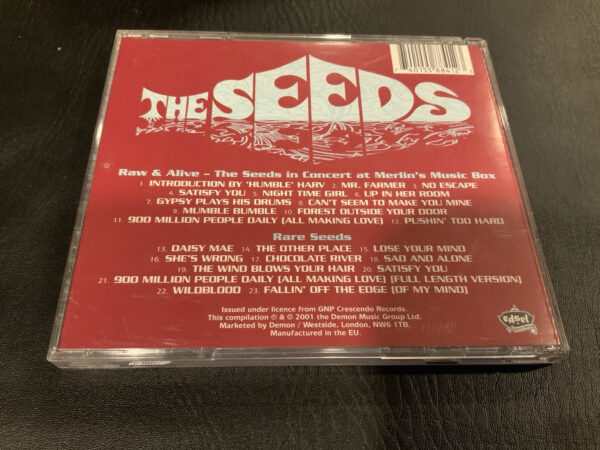 THE SEEDS
7 40155 88412
Raw & Alive – The Seeds in Concert at Merlin's Music Box
1. INTRODUCTION BY 'HUMBLE' HARV 2. MR. FARMER 3. NO ESCAPE
4. SATISFY YOU 5. NIGHT TIME GIRL 6. UP IN HER ROOM
7. GYPSY PLAYS HIS DRUMS 8. CAN'T SEEM TO MAKE YOU MINE
9. MUMBLE BUMBLE 10. FOREST OUTSIDE YOUR DOOR
11. 900 MILLION PEOPLE DAILY (ALL MAKING LOVE) 12. PUSHIN' TOO HARD
Rare Seeds
13. DAISY MAE 14. THE OTHER PLACE 15. LOSE YOUR MIND
16. SHE'S WRONG 17. CHOCOLATE RIVER 18. SAD AND ALONE
19. THE WIND BLOWS YOUR HAIR 20. SATISFY YOU
21. 900 MILLION PEOPLE DAILY (ALL MAKING LOVE) (FULL LENGTH VERSION)
22. WILDBLOOD 23. FALLIN' OFF THE EDGE (OF MY MIND)
Issued under licence from GNP Crescendo Records.
This compilation ℗ & © 2001 the Demon Music Group Ltd.
Marketed by Demon / Westside, London, NW6 1TB.
Manufactured in the EU.
edsel